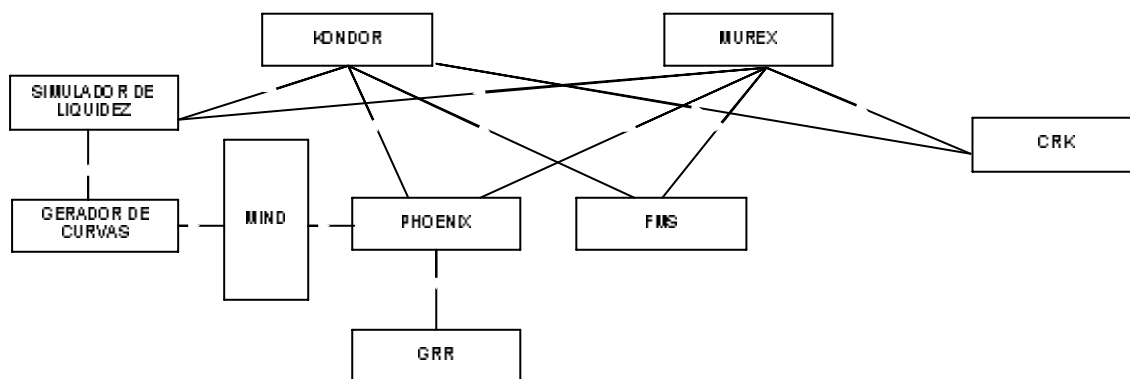 KONDOR
MUREX
SIMULADOR DE
LIQUIDEZ
CRK
GERADOR DE
CURVAS
MIND
PHOENIX
FMS
GRR